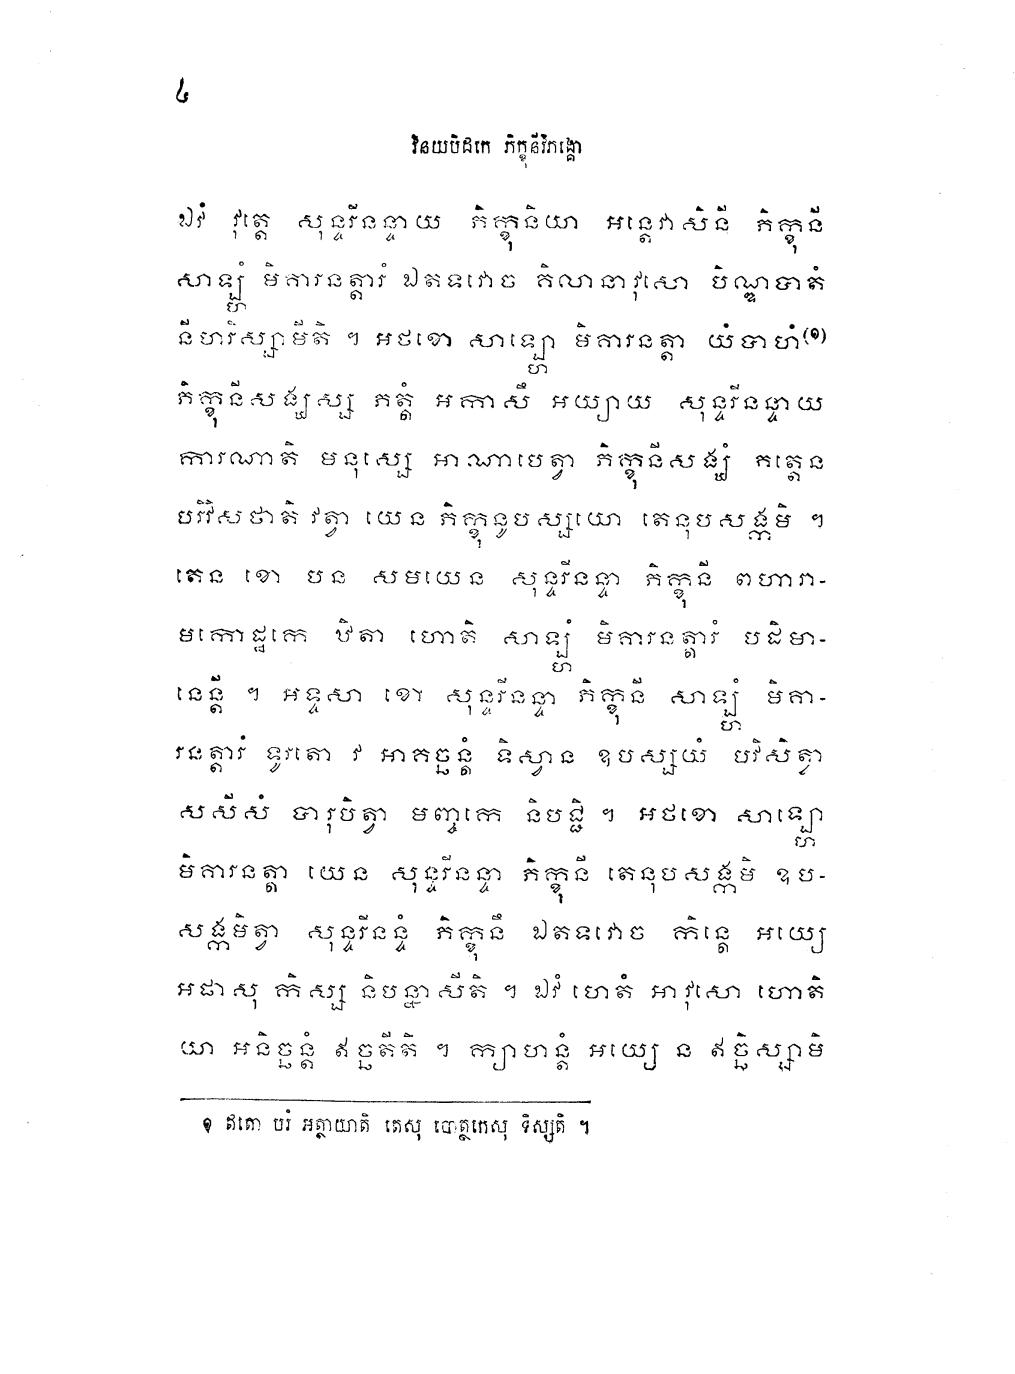 ៤
វិនយបិដកេ ភិក្ខុនីវិភង្គោ
ឯវំ វុត្តេ សុន្ទរីនន្ទាយ ភិក្ខុនិយា អន្តេវាសិនី ភិក្ខុនី
សាឡ្ហំ មិគារនត្តារំ ឯតទវោច គិលានាវុសោ បិណ្ឌបាតំ
នីហរិស្សាមីតិ ។ អថខោ សាឡ្ហោ មិគារនត្តា យំបាហំ(១)
ភិក្ខុនីសង្ឃស្ស ភត្តំ អកាសឹ អយ្យាយ សុន្ទរីនន្ទាយ
ការណាតិ មនុស្សេ អាណាបេត្វា ភិក្ខុនីសង្ឃំ ភត្តេន
បរិវិសថាតិ វត្វា យេន ភិក្ខុនូបស្សយោ តេនុបសង្កមិ ។
តេន ខោ បន សមយេន សុន្ទរីនន្ទា ភិក្ខុនី ពហារា-
មកោដ្ឋកេ ឋិតា ហោតិ សាឡ្ហំ មិគារនត្តារំ បដិមា-
នេន្តី ។ អទ្ទសា ខោ សុន្ទរីនន្ទា ភិក្ខុនី សាឡ្ហំ មិគា-
រនត្តារំ ទូរតោ វ អាគច្ឆន្តំ ទិស្វាន ឧបស្សយំ បវិសិត្វា
សសីសំ បារុបិត្វា មញ្ចកេ និបជ្ជិ ។ អថខោ សាឡ្ហោ
មិគារនត្តា យេន សុន្ទរីនន្ទា ភិក្ខុនី តេនុបសង្កមិ ឧប-
សង្កមិត្វា សុន្ទរីនន្ទំ ភិក្ខុនឹ ឯតទវោច កិន្តេ អយ្យេ
អផាសុ កិស្ស និបន្នាសីតិ ។ ឯវំ ហេតំ អាវុសោ ហោតិ
យា អនិច្ឆន្តំ ឥច្ឆតីតិ ។ ក្យាហន្តំ អយ្យេ ន ឥច្ឆិស្សាមិ
១ ឥតោ បរំ អត្ថាយាតិ តេសុ បោត្ថកេសុ ទិស្សតិ ។